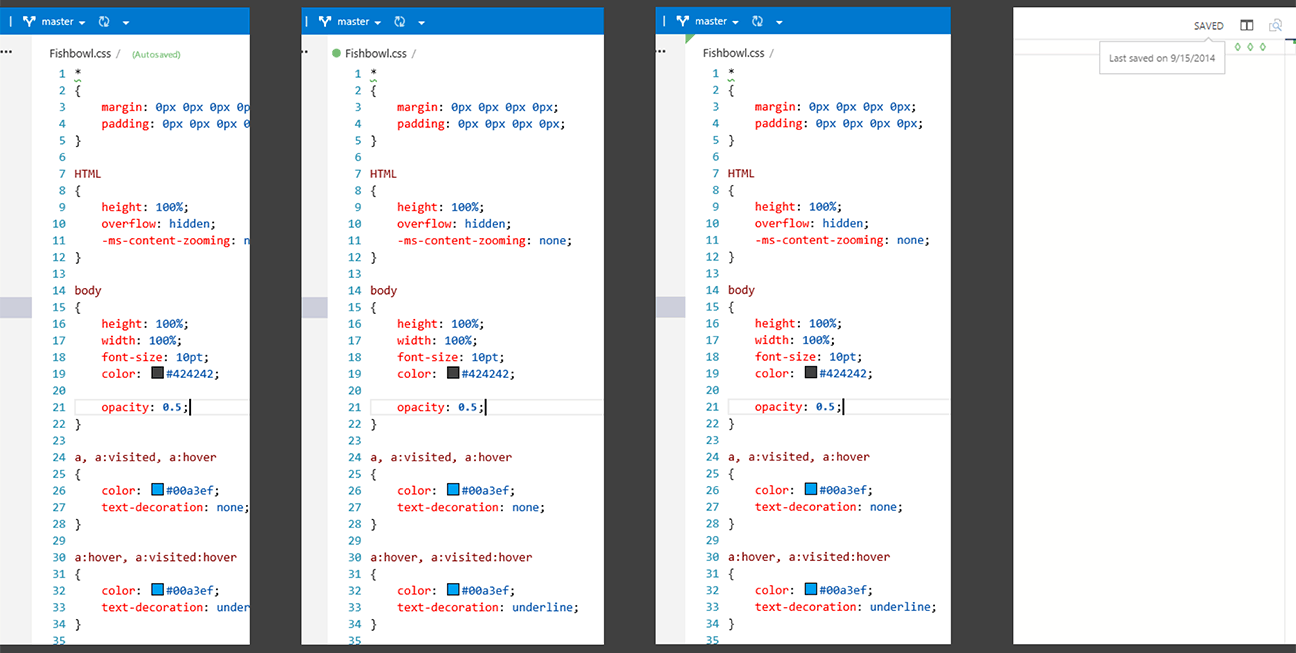 master
Fishbowl.css / (Autosaved)
1 *
2 {
3 margin: 0px 0px 0px 0p
4 padding: 0px 0px 0px 0
5 }
6
7 HTML
8 {
9 height: 100%;
10 overflow: hidden;
11 -ms-content-zooming: n
12 }
13
14 body
15 {
16 height: 100%;
17 width: 100%;
18 font-size: 10pt;
19 color: #424242;
20
21 opacity: 0.5;
22 }
23
24 a, a:visited, a:hover
25 {
26 color: #00a3ef;
27 text-decoration: none;
28 }
29
30 a:hover, a:visited:hover
31 {
32 color: #00a3ef;
33 text-decoration: under
34 }
35
master
Fishbowl.css /
1 *
2 {
3 margin: 0px 0px 0px 0px;
4 padding: 0px 0px 0px 0px;
5 }
6
7 HTML
8 {
9 height: 100%;
10 overflow: hidden;
11 -ms-content-zooming: none;
12 }
13
14 body
15 {
16 height: 100%;
17 width: 100%;
18 font-size: 10pt;
19 color: #424242;
20
21 opacity: 0.5;
22 }
23
24 a, a:visited, a:hover
25 {
26 color: #00a3ef;
27 text-decoration: none;
28 }
29
30 a:hover, a:visited:hover
31 {
32 color: #00a3ef;
33 text-decoration: underline;
34 }
35
master
Fishbowl.css /
1 *
2 {
3 margin: 0px 0px 0px 0px;
4 padding: 0px 0px 0px 0px;
5 }
6
7 HTML
8 {
9 height: 100%;
10 overflow: hidden;
11 -ms-content-zooming: none;
12 }
13
14 body
15 {
16 height: 100%;
17 width: 100%;
18 font-size: 10pt;
19 color: #424242;
20
21 opacity: 0.5;
22 }
23
24 a, a:visited, a:hover
25 {
26 color: #00a3ef;
27 text-decoration: none;
28 }
29
30 a:hover, a:visited:hover
31 {
32 color: #00a3ef;
33 text-decoration: underline;
34 }
35
SAVED
Last saved on 9/15/2014